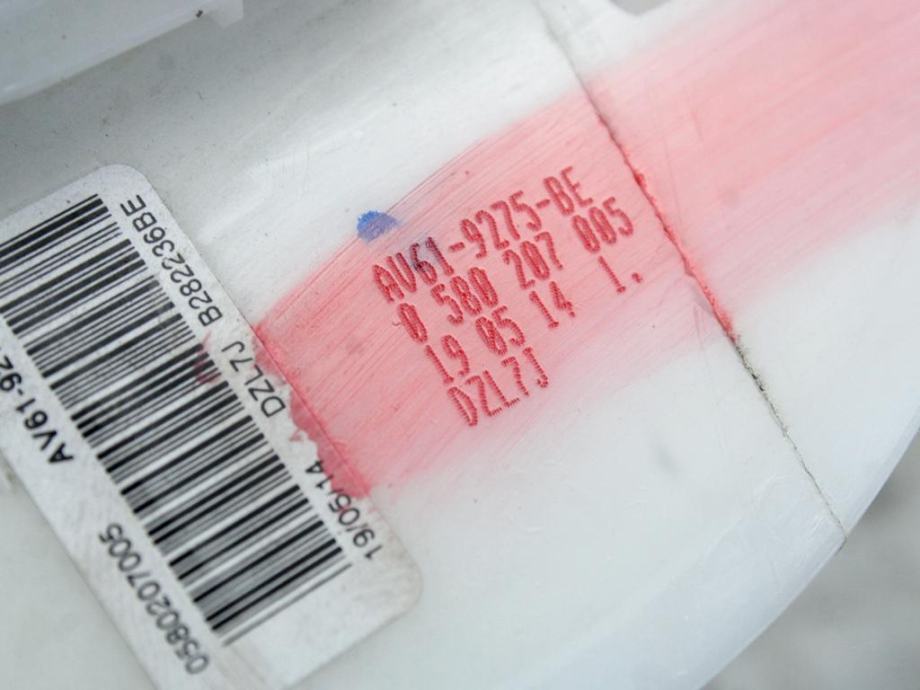 AV61-9275-BE
0 580 207 005
19 05 14 1.
DZL7J
B282236BE
DZL7J
19/05/14
AV61-92
0580207005